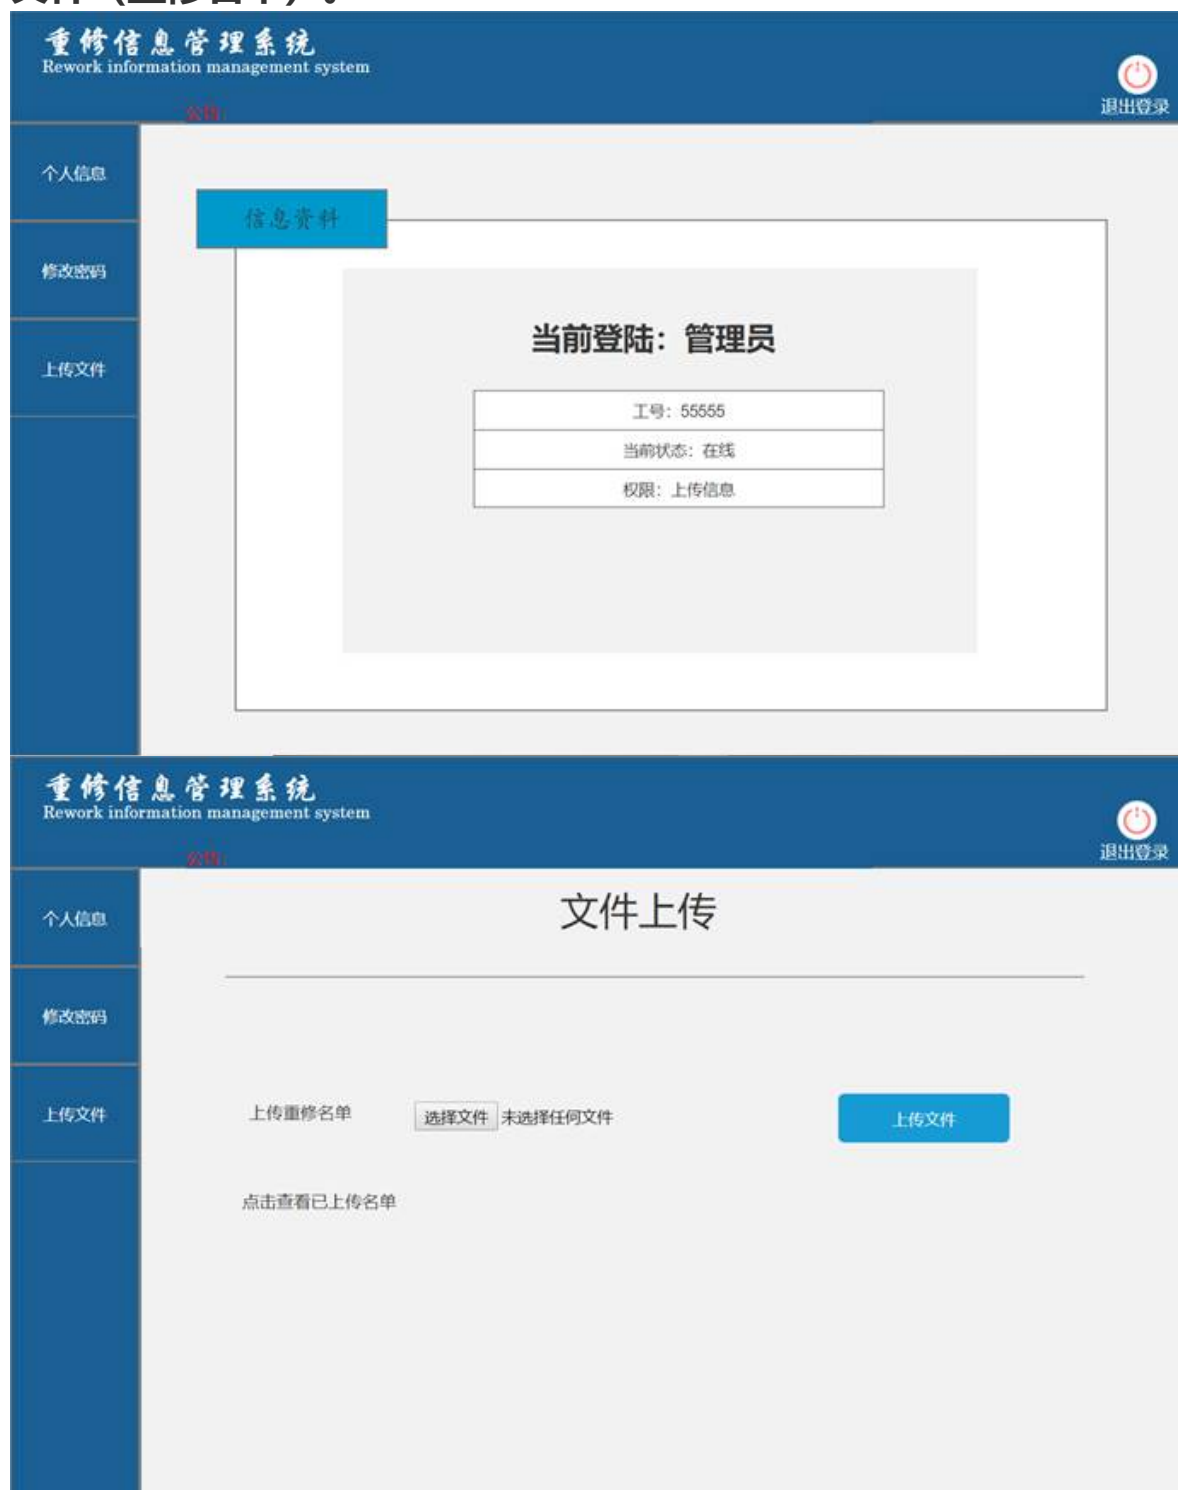 重修信息管理系统
Rework information management system
公告:
退出登录
个人信息
信息资料
修改密码
当前登陆：管理员
上传文件
工号：55555
当前状态：在线
权限：上传信息
重修信息管理系统
Rework information management system
公告:
退出登录
个人信息
文件上传
修改密码
上传文件
上传重修名单
选择文件 未选择任何文件
上传文件
点击查看已上传名单